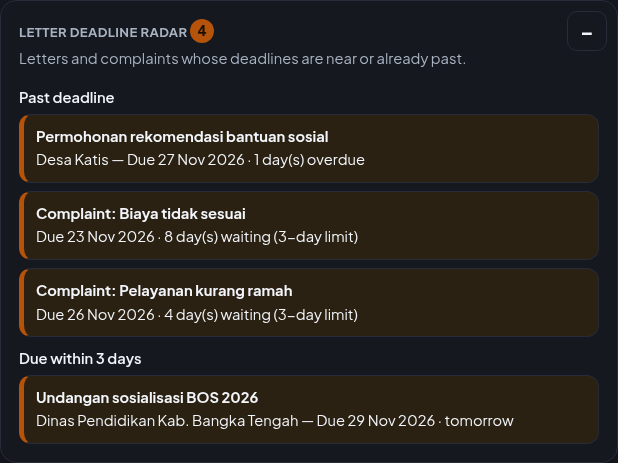 LETTER DEADLINE RADAR 4
–
Letters and complaints whose deadlines are near or already past.
Past deadline
Permohonan rekomendasi bantuan sosial
Desa Katis — Due 27 Nov 2026 · 1 day(s) overdue
Complaint: Biaya tidak sesuai
Due 23 Nov 2026 · 8 day(s) waiting (3-day limit)
Complaint: Pelayanan kurang ramah
Due 26 Nov 2026 · 4 day(s) waiting (3-day limit)
Due within 3 days
Undangan sosialisasi BOS 2026
Dinas Pendidikan Kab. Bangka Tengah — Due 29 Nov 2026 · tomorrow